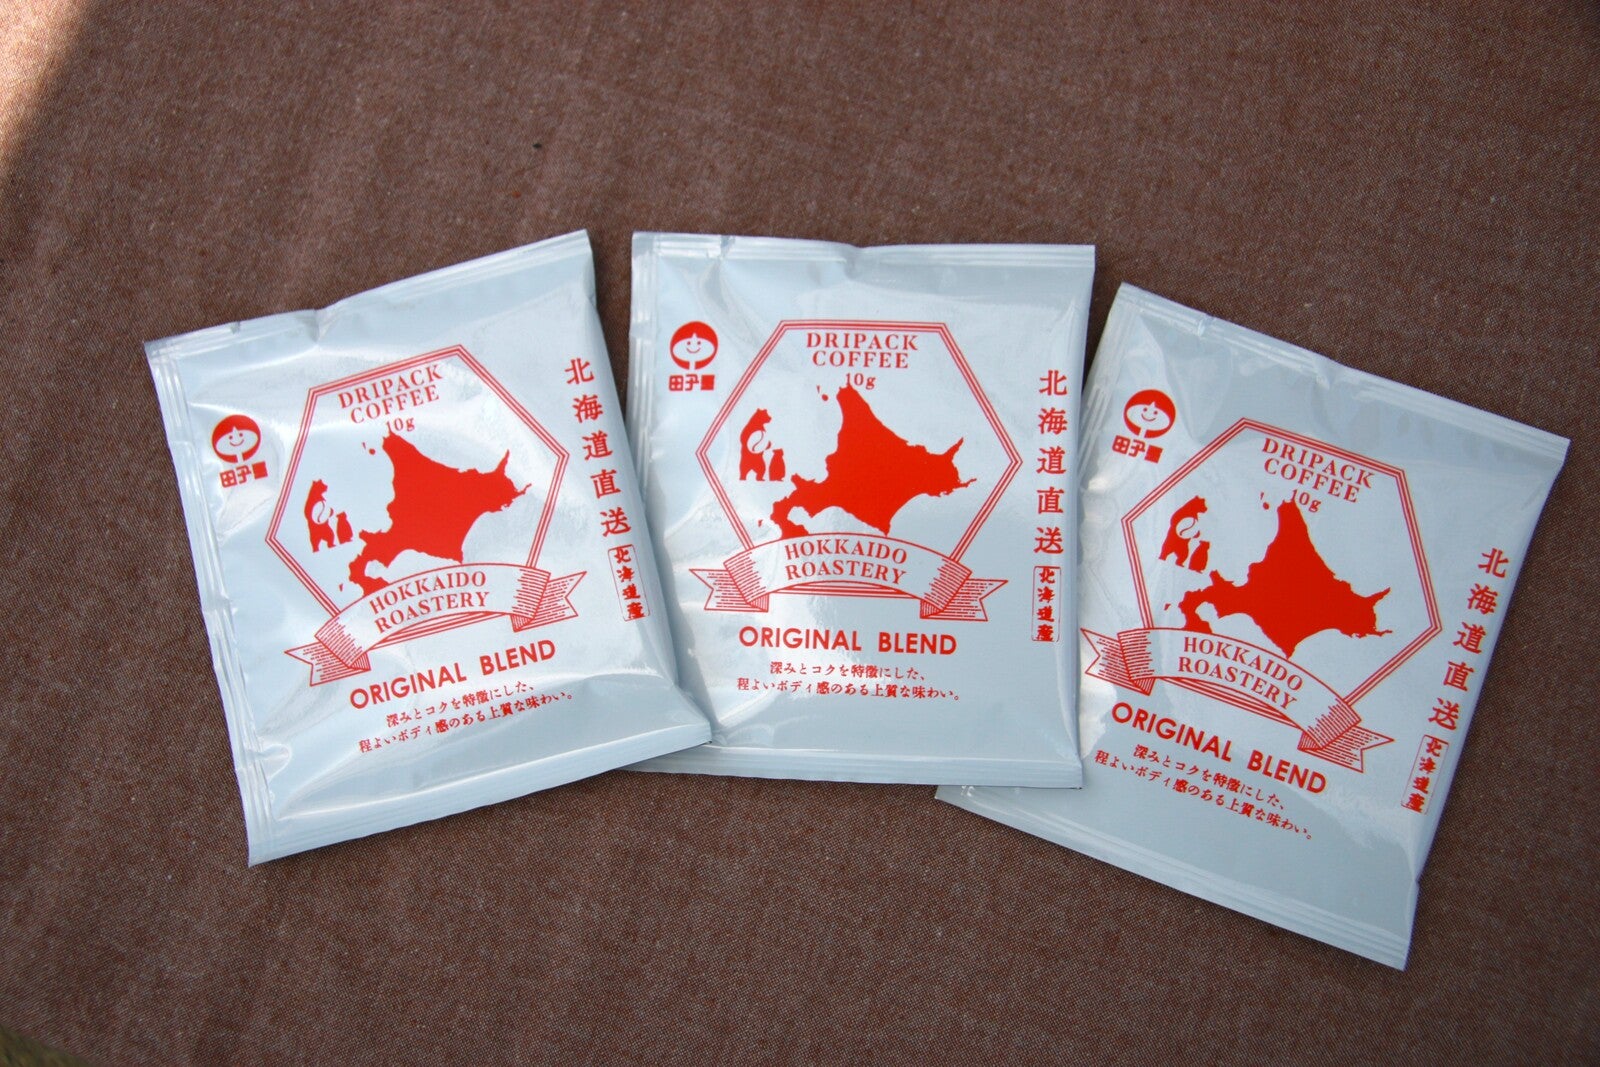 田子重
DRIPACK
COFFEE
10g
HOKKAIDO
ROASTERY
ORIGINAL BLEND
深みとコクを特徴にした、
程よいボディ感のある上質な味わい。
北海道直送
北海道産
田子重
DRIPACK
COFFEE
10g
HOKKAIDO
ROASTERY
ORIGINAL BLEND
深みとコクを特徴にした、
程よいボディ感のある上質な味わい。
北海道直送
北海道産
田子重
DRIPACK
COFFEE
10g
HOKKAIDO
ROASTERY
ORIGINAL BLEND
深みとコクを特徴にした、
程よいボディ感のある上質な味わい。
北海道直送
北海道産